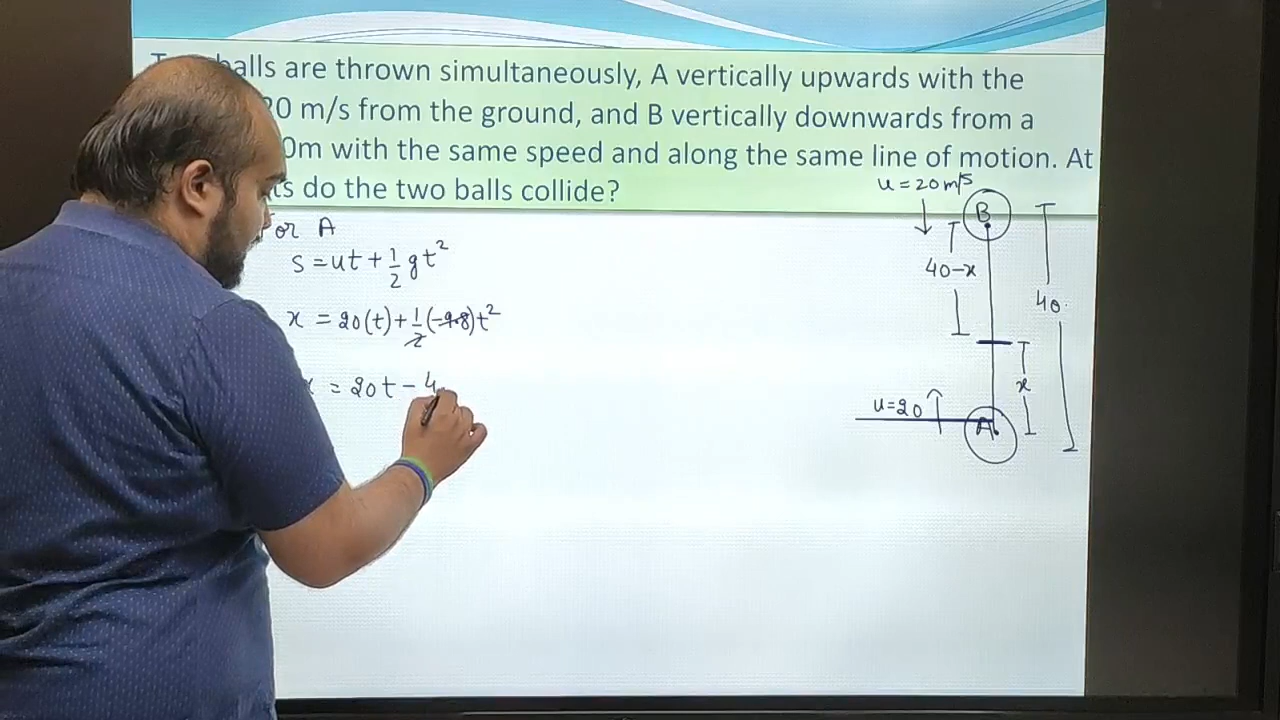 balls are thrown simultaneously, A vertically upwards with the
20 m/s from the ground, and B vertically downwards from a
0m with the same speed and along the same line of motion. At
ts do the two balls collide?
u = 20 m/s
B
or A
s = ut + 1/2 gt²
40-x
40
x = 20(t) + 1/2 (-9.8)t²
x = 20t - 4
x
u = 20
A